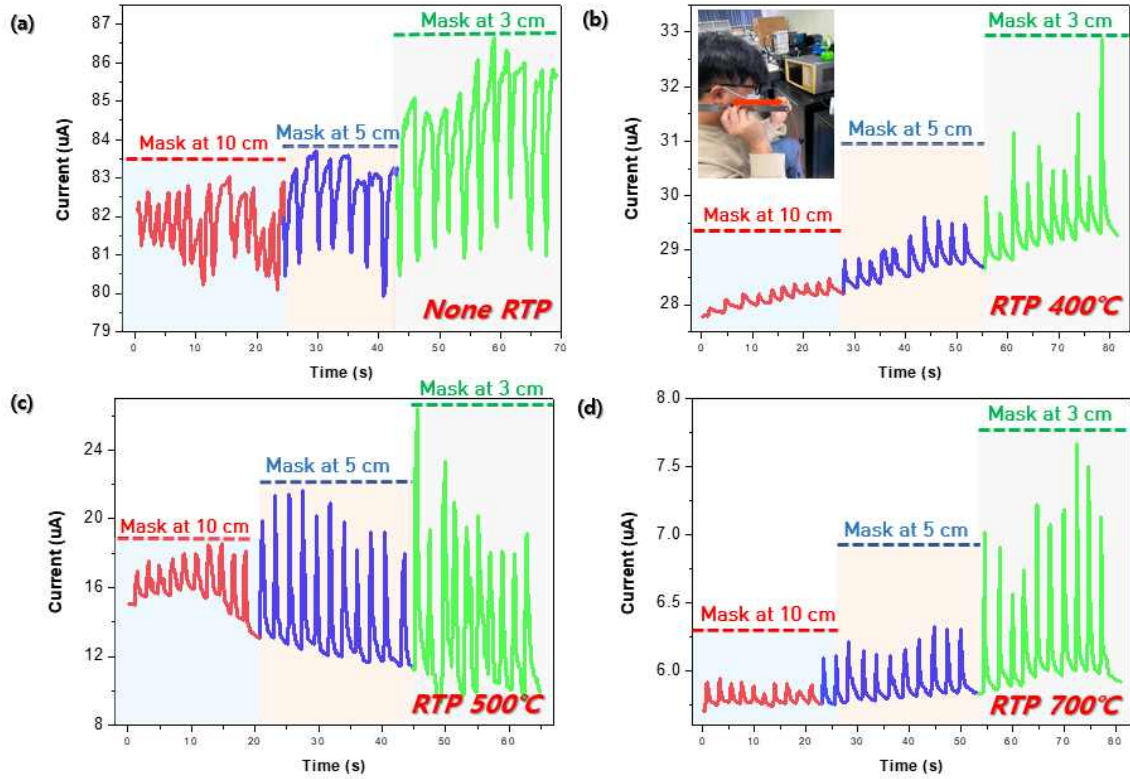 (a)
Current (uA)
87
86
85
84
83
82
81
80
79
Mask at 10 cm
Mask at 5 cm
Mask at 3 cm
None RTP
0 10 20 30 40 50 60 70
Time (s)
(b)
Current (uA)
33
32
31
30
29
28
Mask at 10 cm
Mask at 5 cm
Mask at 3 cm
RTP 400℃
0 10 20 30 40 50 60 70 80
Time (s)
(c)
Current (uA)
24
20
16
12
8
Mask at 10 cm
Mask at 5 cm
Mask at 3 cm
RTP 500℃
0 10 20 30 40 50 60
Time (s)
(d)
Current (uA)
8.0
7.5
7.0
6.5
6.0
Mask at 10 cm
Mask at 5 cm
Mask at 3 cm
RTP 700℃
0 10 20 30 40 50 60 70 80
Time (s)